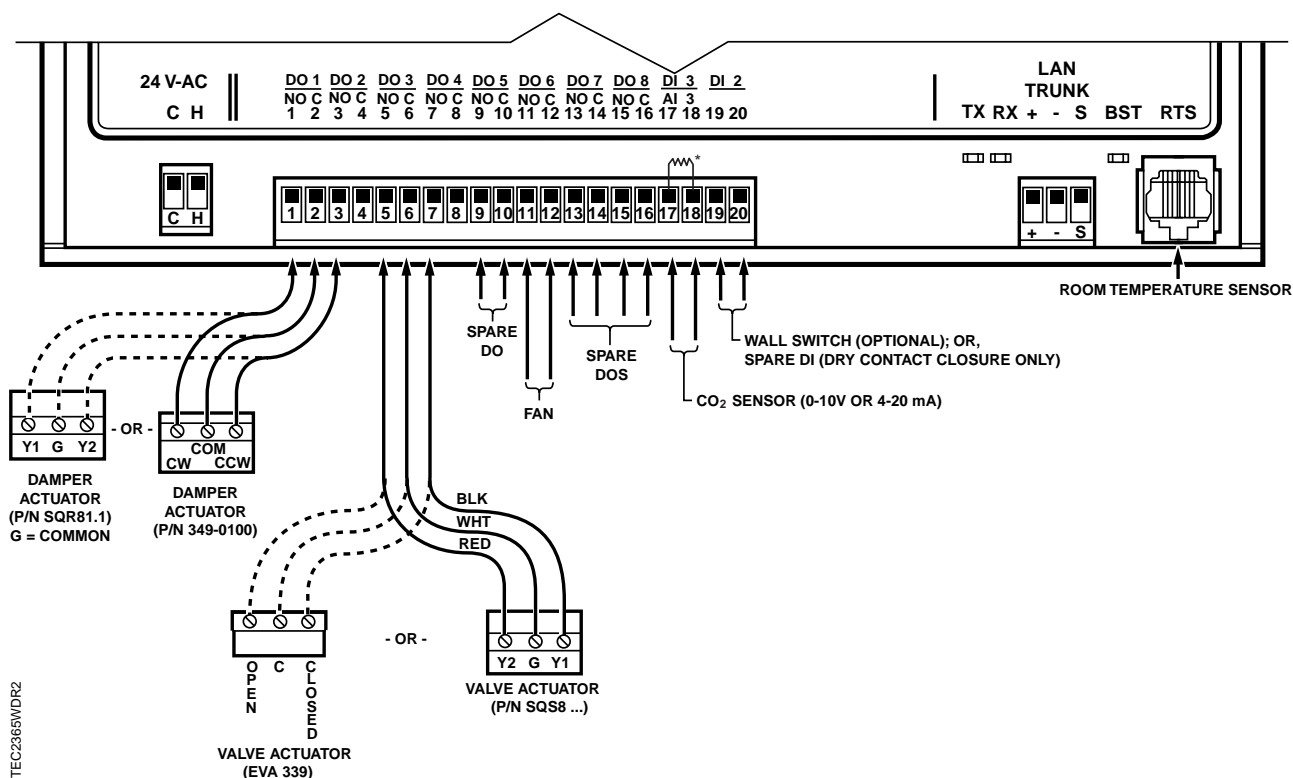 24 V-AC
C H
DO 1 DO 2 DO 3 DO 4 DO 5 DO 6 DO 7 DO 8 DI 3 DI 2
NO C NO C NO C NO C NO C NO C NO C NO C AI 3
1 2 3 4 5 6 7 8 9 10 11 12 13 14 15 16 17 18 19 20
LAN
TRUNK
TX RX + - S BST RTS
*
C H
1 2 3 4 5 6 7 8 9 10 11 12 13 14 15 16 17 18 19 20
+ - S
ROOM TEMPERATURE SENSOR
SPARE
DO
FAN
SPARE
DOS
WALL SWITCH (OPTIONAL); OR,
SPARE DI (DRY CONTACT CLOSURE ONLY)
CO₂ SENSOR (0-10V OR 4-20 mA)
Y1 G Y2
DAMPER
ACTUATOR
(P/N SQR81.1)
G = COMMON
- OR -
CW COM CCW
DAMPER
ACTUATOR
(P/N 349-0100)
BLK
WHT
RED
OPEN C CLOSED
VALVE ACTUATOR
(EVA 339)
- OR -
Y2 G Y1
VALVE ACTUATOR
(P/N SQS8 ...)
TEC2365WDR2